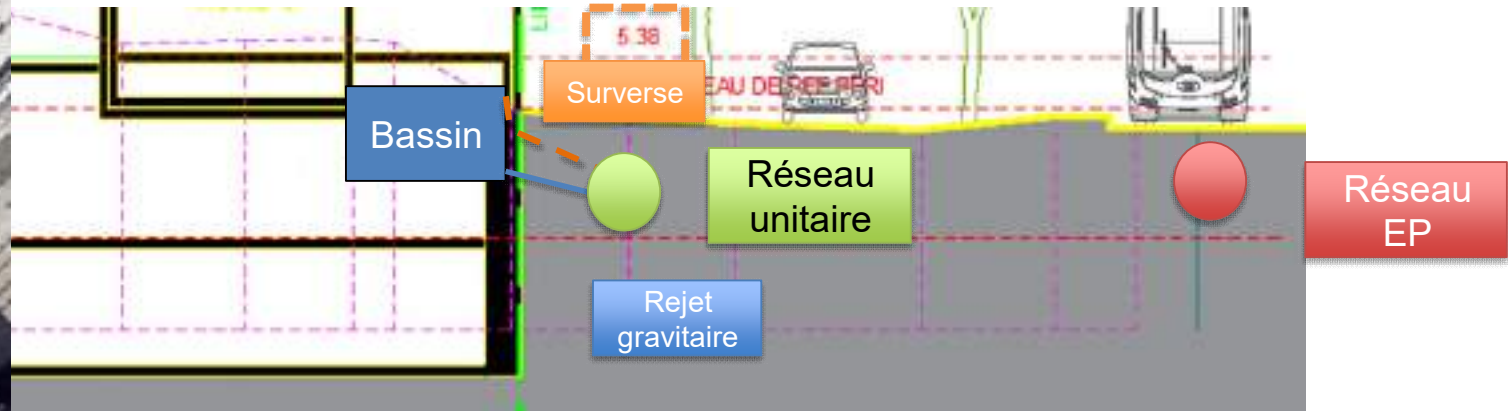 5.38
Surverse
EAU DE REF PERI
Bassin
Réseau
unitaire
Réseau
EP
Rejet
gravitaire